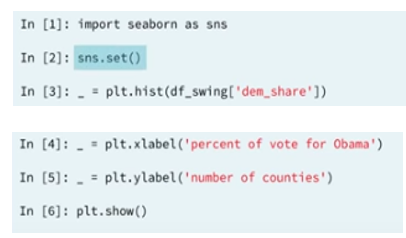 In [1]: import seaborn as sns
In [2]: sns.set()
In [3]: _ = plt.hist(df_swing['dem_share'])
In [4]: _ = plt.xlabel('percent of vote for Obama')
In [5]: _ = plt.ylabel('number of counties')
In [6]: plt.show()